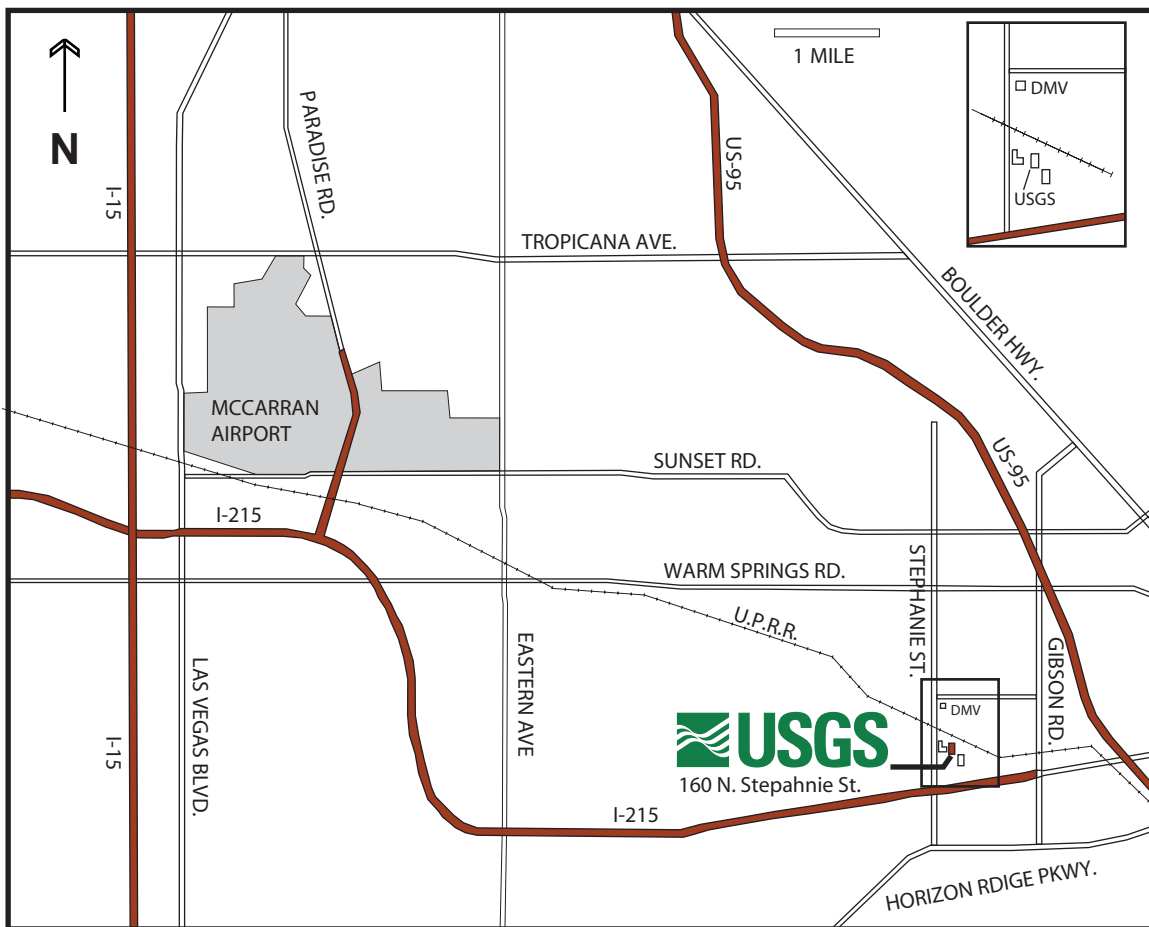 1 MILE
N
DMV
USGS
PARADISE RD.
US-95
I-15
TROPICANA AVE.
BOULDER HWY.
MCCARRAN
AIRPORT
SUNSET RD.
US-95
I-215
STEPHANIE ST.
WARM SPRINGS RD.
U.P.R.R.
LAS VEGAS BLVD.
EASTERN AVE
GIBSON RD.
DMV
USGS
160 N. Stepahnie St.
I-15
I-215
HORIZON RDIGE PKWY.